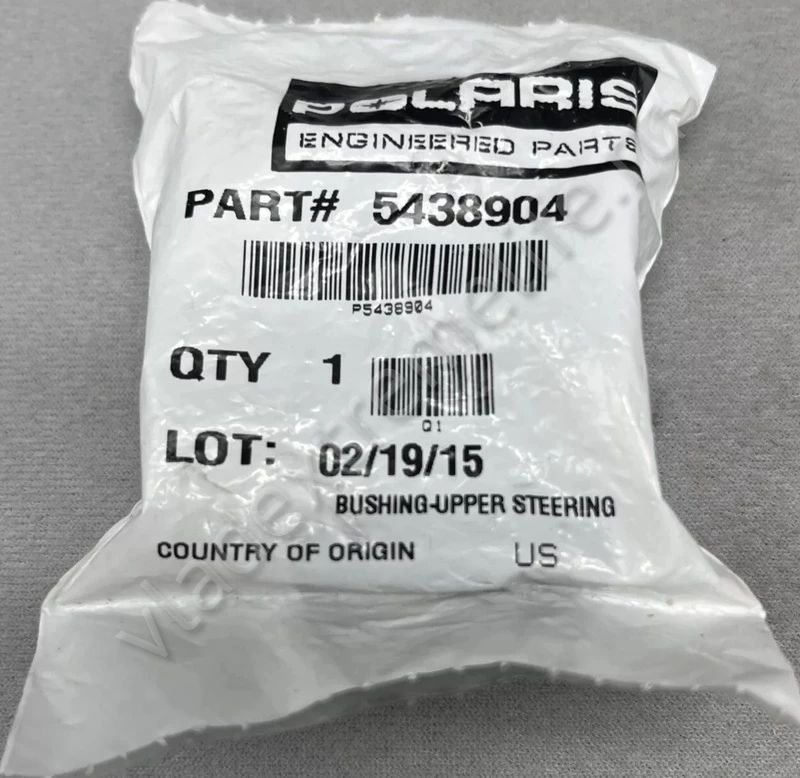 POLARIS
ENGINEERED PARTS
PART# 5438904
P5438904
QTY 1
Q1
LOT: 02/19/15
BUSHING-UPPER STEERING
COUNTRY OF ORIGIN US